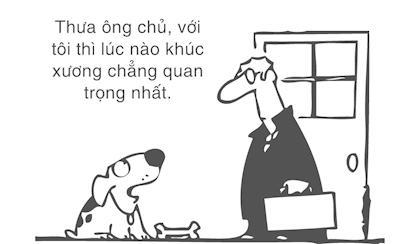 Thưa ông chủ, với
tôi thì lúc nào khúc
xương chẳng quan
trọng nhất.